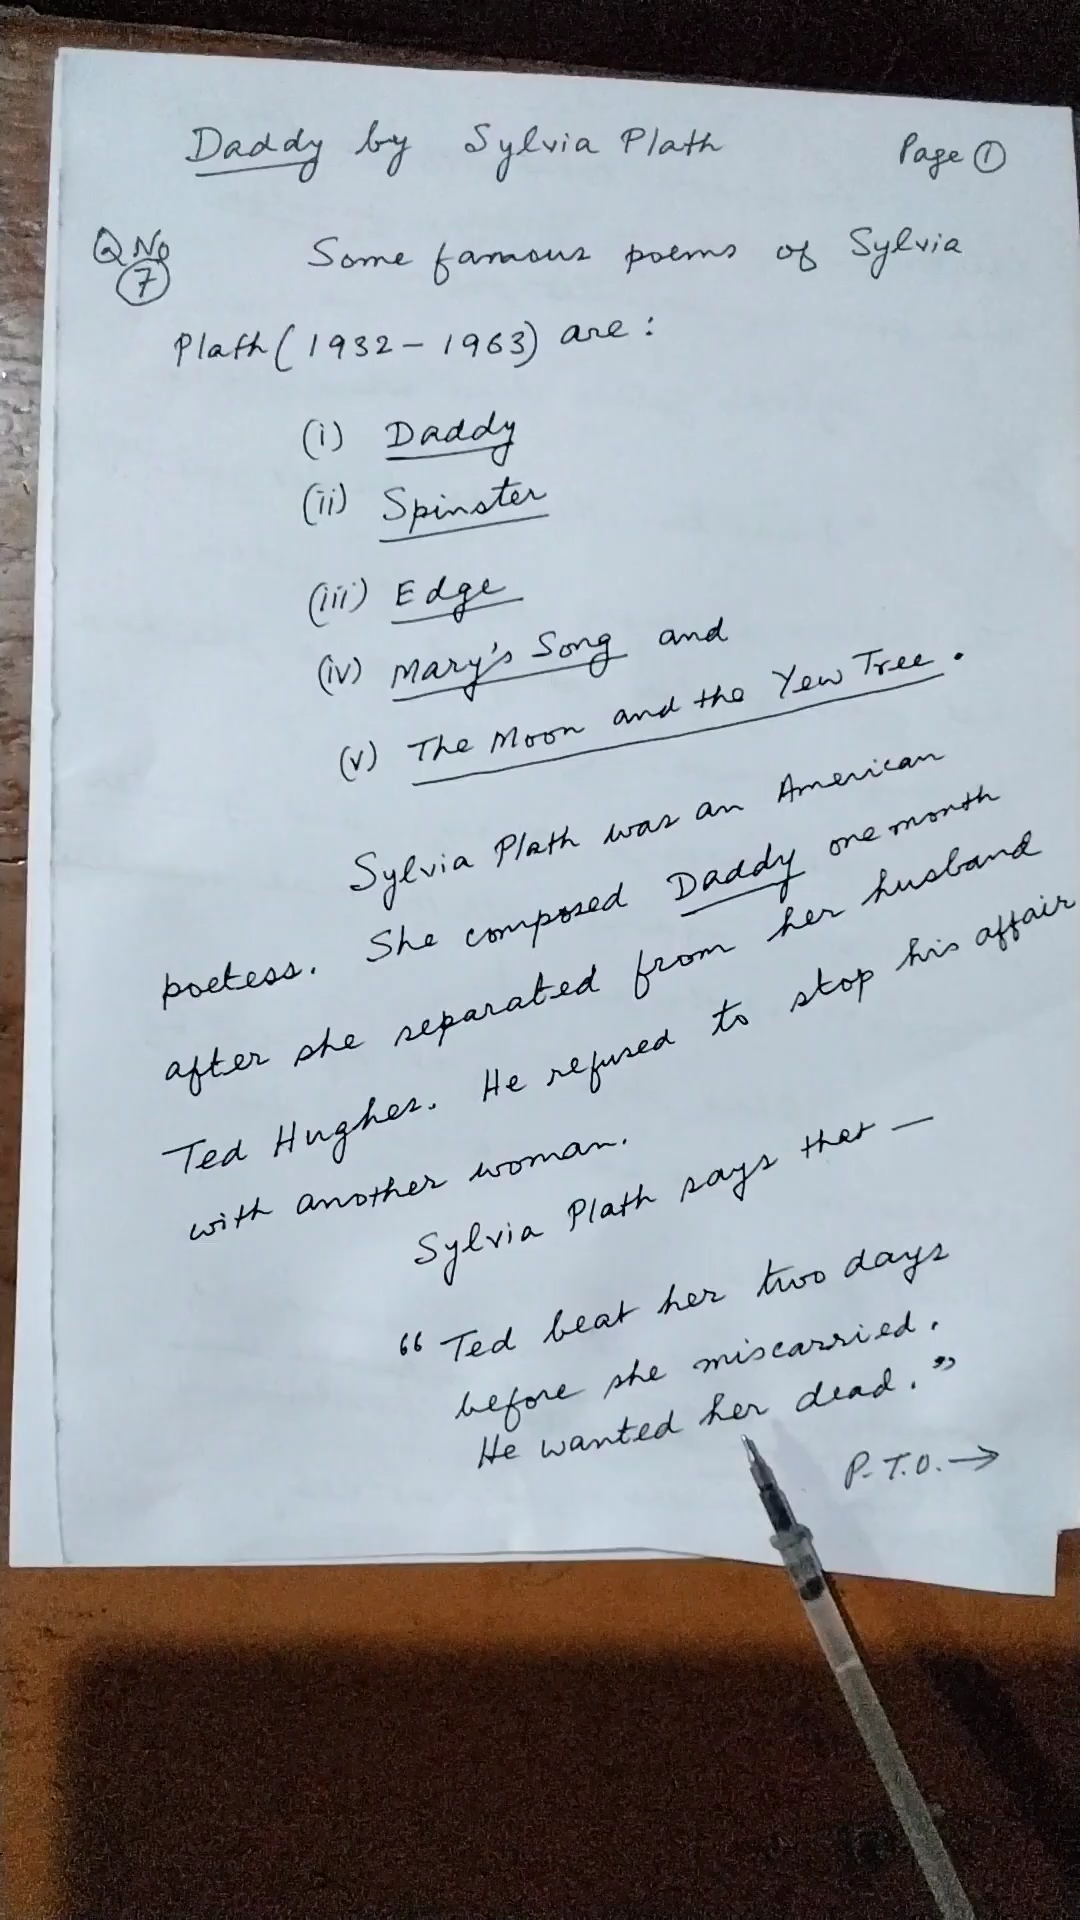 Daddy by Sylvia Plath Page ①
Q No ⑦ Some famous poems of Sylvia
Plath (1932-1963) are:
(i) Daddy
(ii) Spinster
(iii) Edge
(iv) Mary's Song and
(v) The Moon and the Yew Tree.
Sylvia Plath was an American
poetess. She composed Daddy one month
after she separated from her husband
Ted Hughes. He refused to stop his affair
with another woman.
Sylvia Plath says that —
"Ted beat her two days
before she miscarried.
He wanted her dead."
P.T.O. →